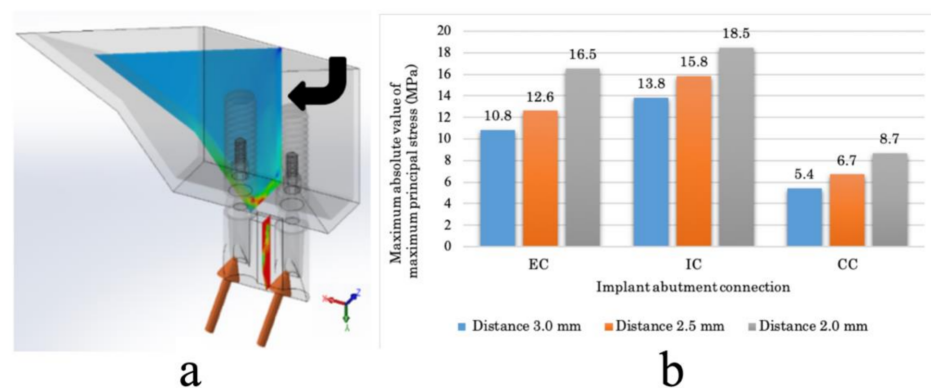 Maximum absolute value of
maximum principal stress (MPa)
20
18
16
14
12
10
8
6
4
2
0
10.8
12.6
16.5
13.8
15.8
18.5
5.4
6.7
8.7
EC
IC
CC
Implant abutment connection
Distance 3.0 mm
Distance 2.5 mm
Distance 2.0 mm
a
b